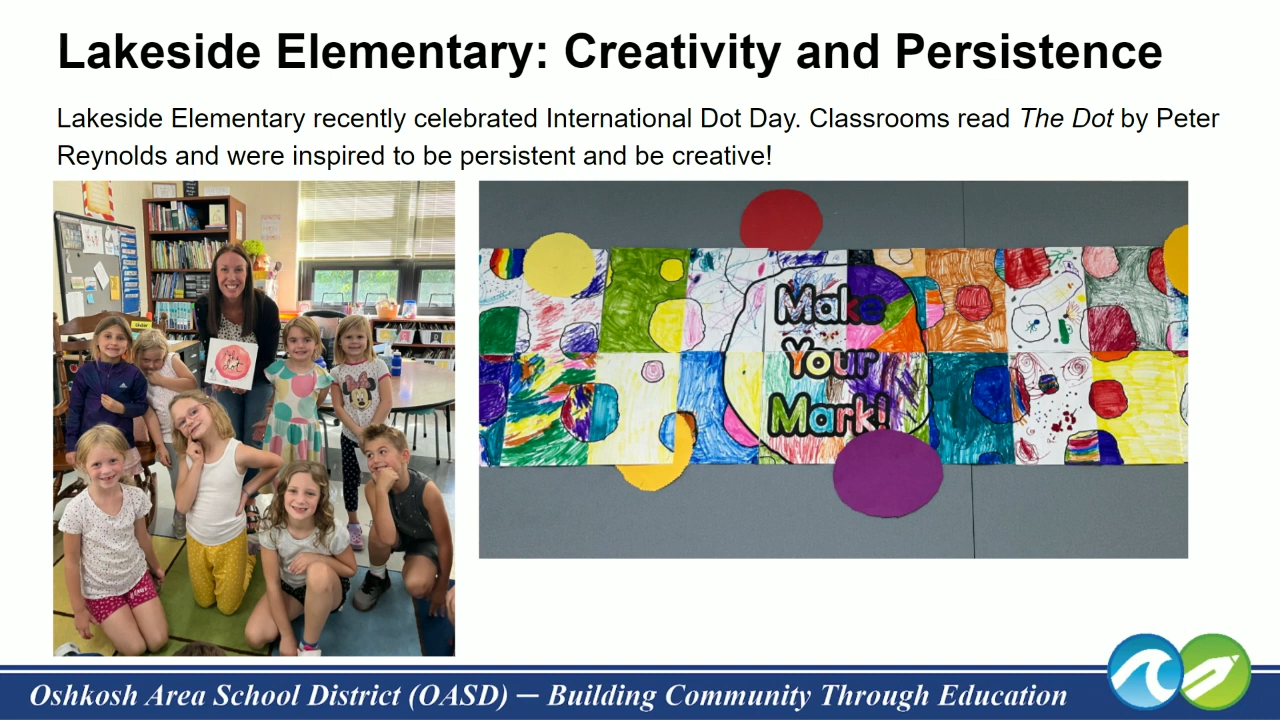 Lakeside Elementary: Creativity and Persistence
Lakeside Elementary recently celebrated International Dot Day. Classrooms read The Dot by Peter
Reynolds and were inspired to be persistent and be creative!
the
dot
Make
Your
Mark!
Oshkosh Area School District (OASD) — Building Community Through Education